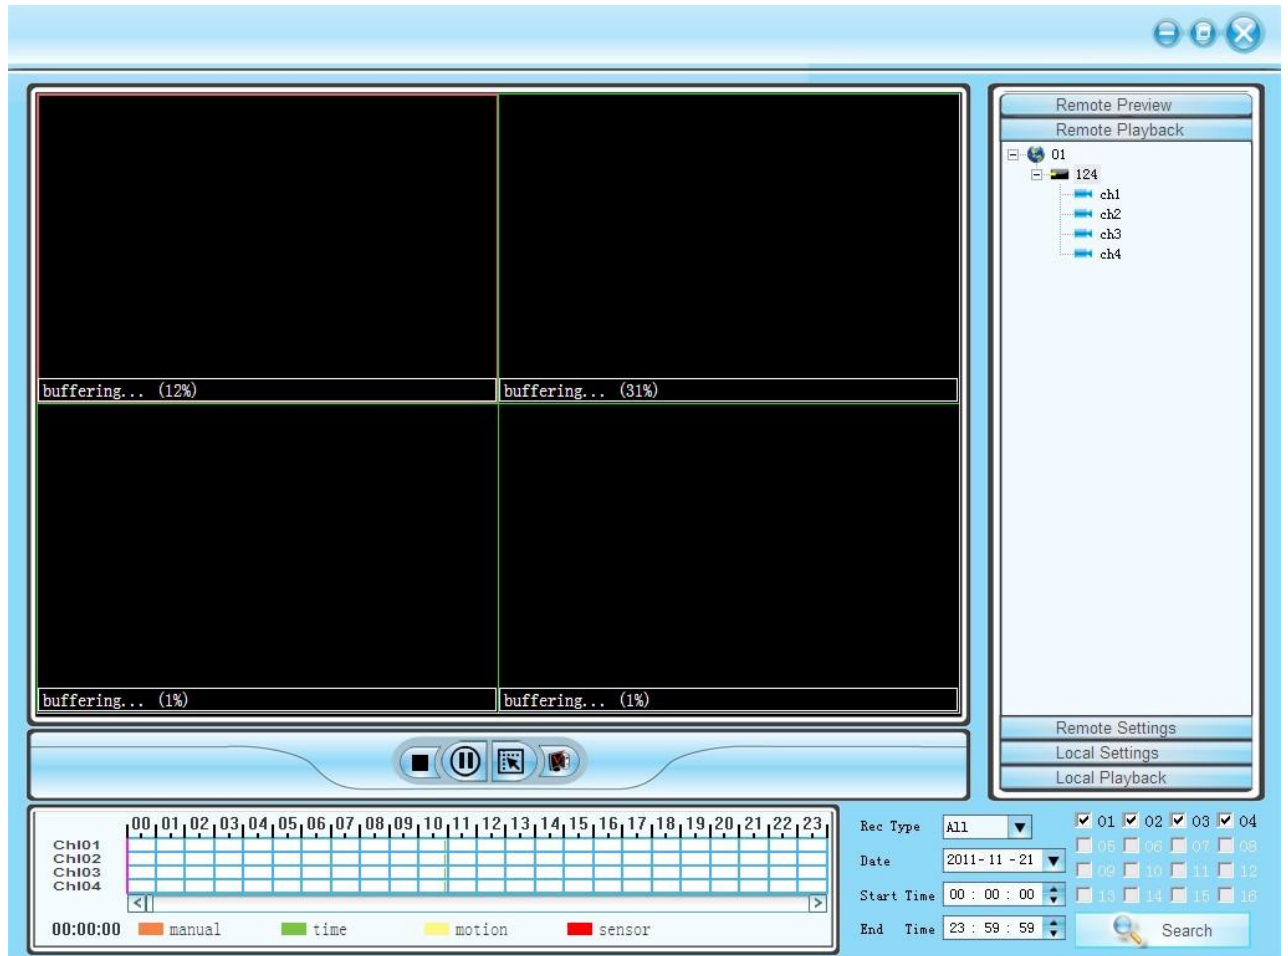 Remote Preview
Remote Playback
01
124
ch1
ch2
ch3
ch4
buffering... (12%)
buffering... (31%)
buffering... (1%)
buffering... (1%)
Remote Settings
Local Settings
Local Playback
00 01 02 03 04 05 06 07 08 09 10 11 12 13 14 15 16 17 18 19 20 21 22 23
Chl01
Chl02
Chl03
Chl04
00:00:00 manual time motion sensor
Rec Type All
Date 2011-11-21
Start Time 00 : 00 : 00
End Time 23 : 59 : 59
01 02 03 04
05 06 07 08
09 10 11 12
13 14 15 16
Search